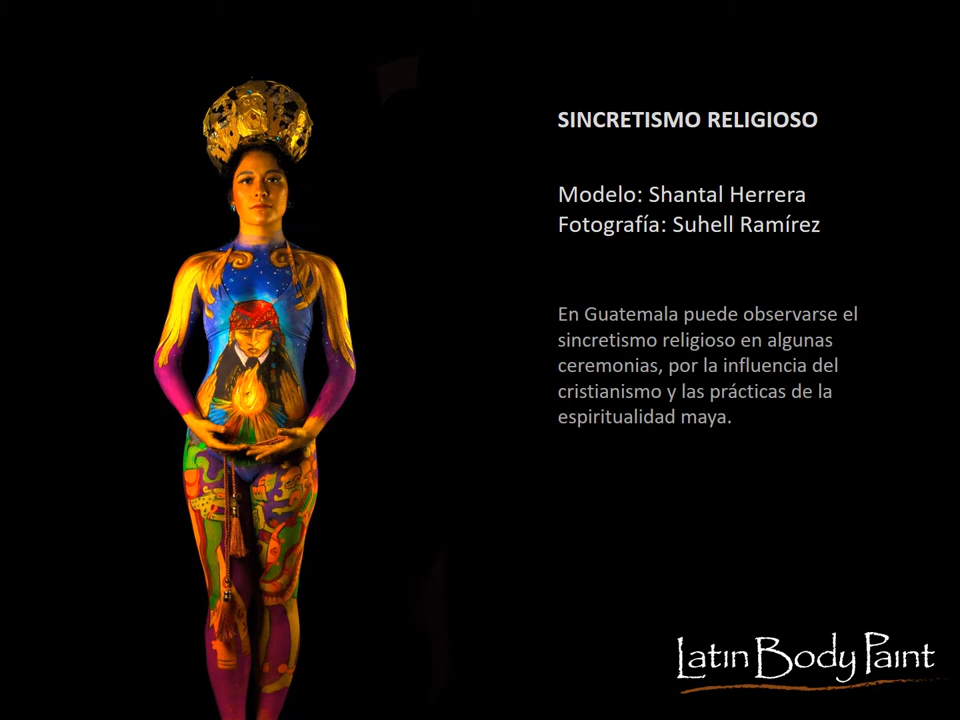 SINCRETISMO RELIGIOSO
Modelo: Shantal Herrera
Fotografía: Suhell Ramírez
En Guatemala puede observarse el
sincretismo religioso en algunas
ceremonias, por la influencia del
cristianismo y las prácticas de la
espiritualidad maya.
Latin Body Paint